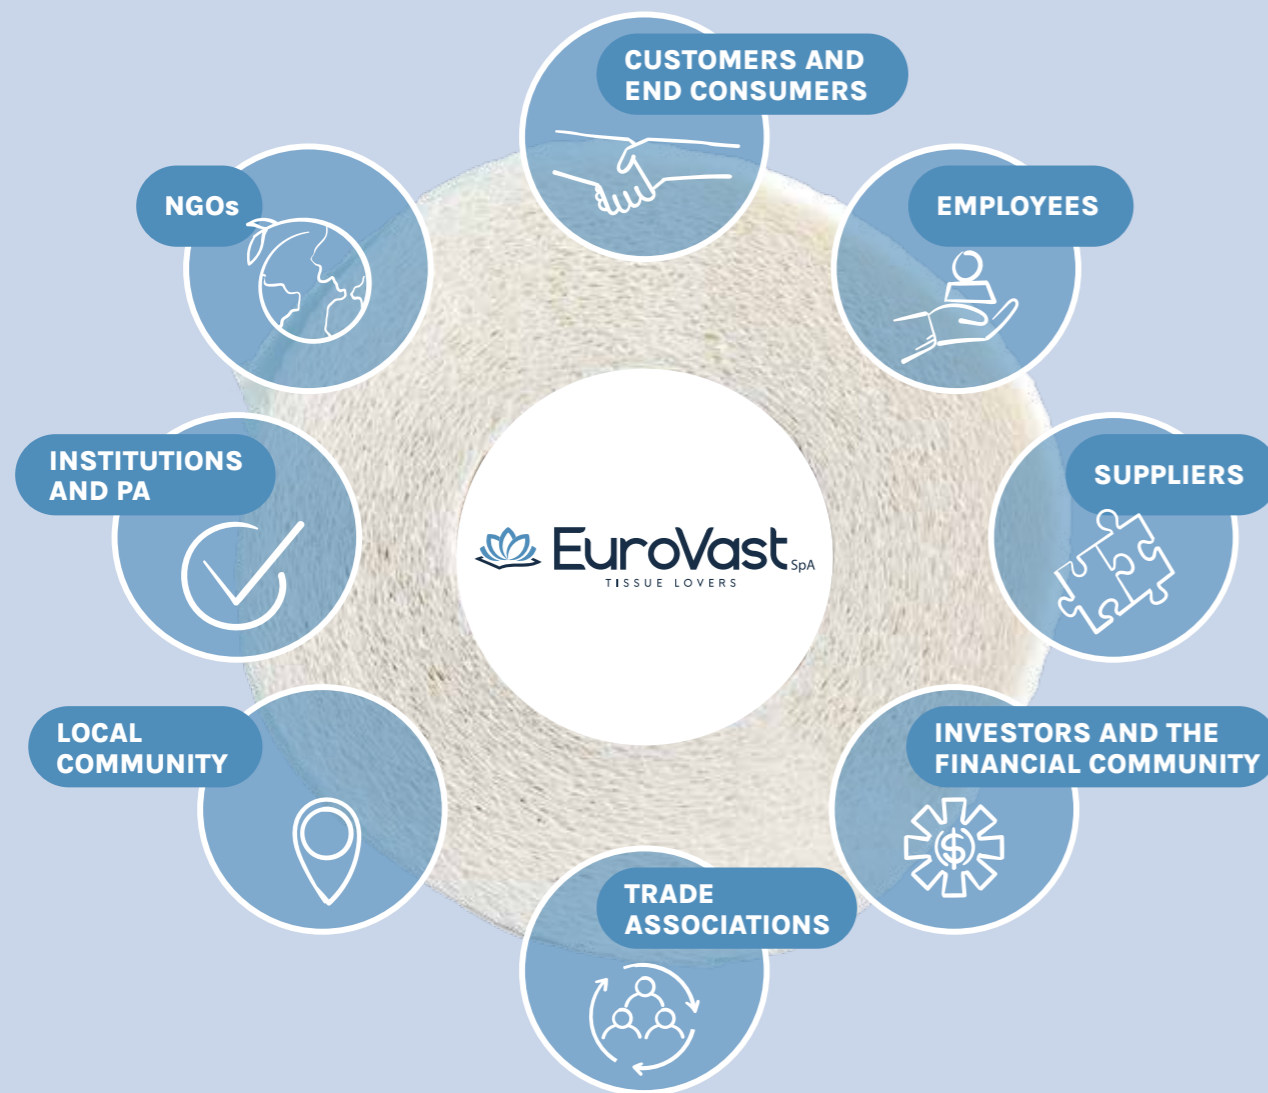 CUSTOMERS AND
END CONSUMERS
NGOs
EMPLOYEES
INSTITUTIONS
AND PA
SUPPLIERS
EuroVast SpA
TISSUE LOVERS
LOCAL
COMMUNITY
INVESTORS AND THE
FINANCIAL COMMUNITY
$
TRADE
ASSOCIATIONS